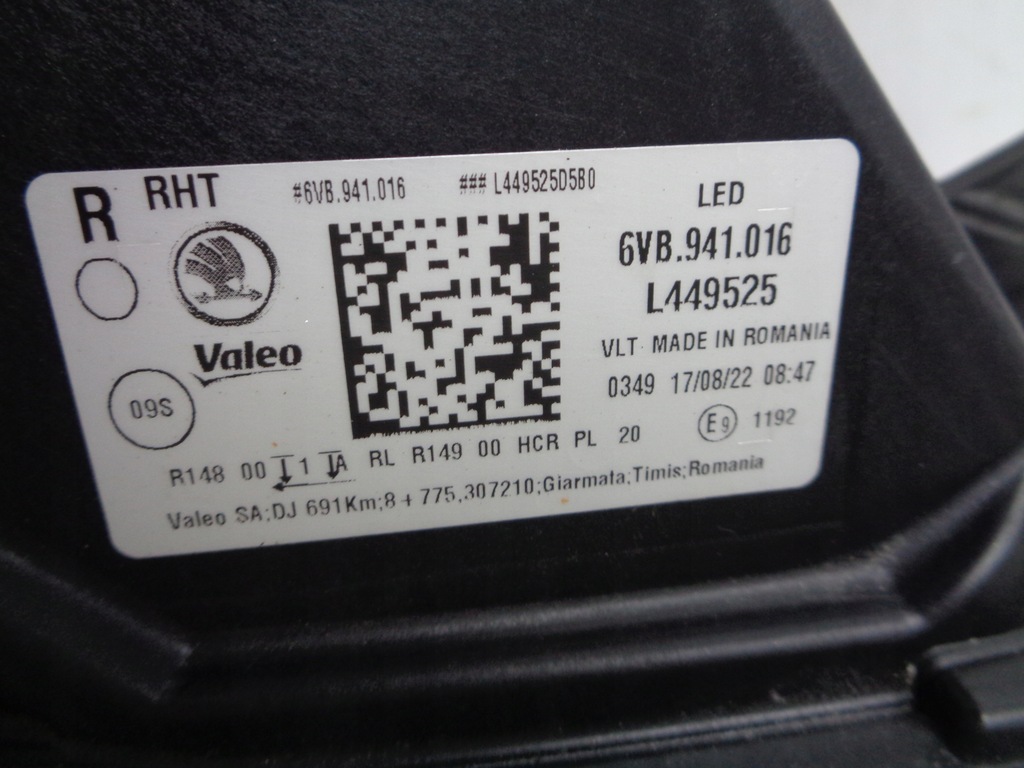 R RHT #6VB.941.016 ### L449525D5B0
LED
6VB.941.016
L449525
Valeo
VLT MADE IN ROMANIA
09S
0349 17/08/22 08:47
E9 1192
R148 00 1 A RL R149 00 HCR PL 20
Valeo SA;DJ 691Km;8+775,307210;Giarmata;Timis;Romania